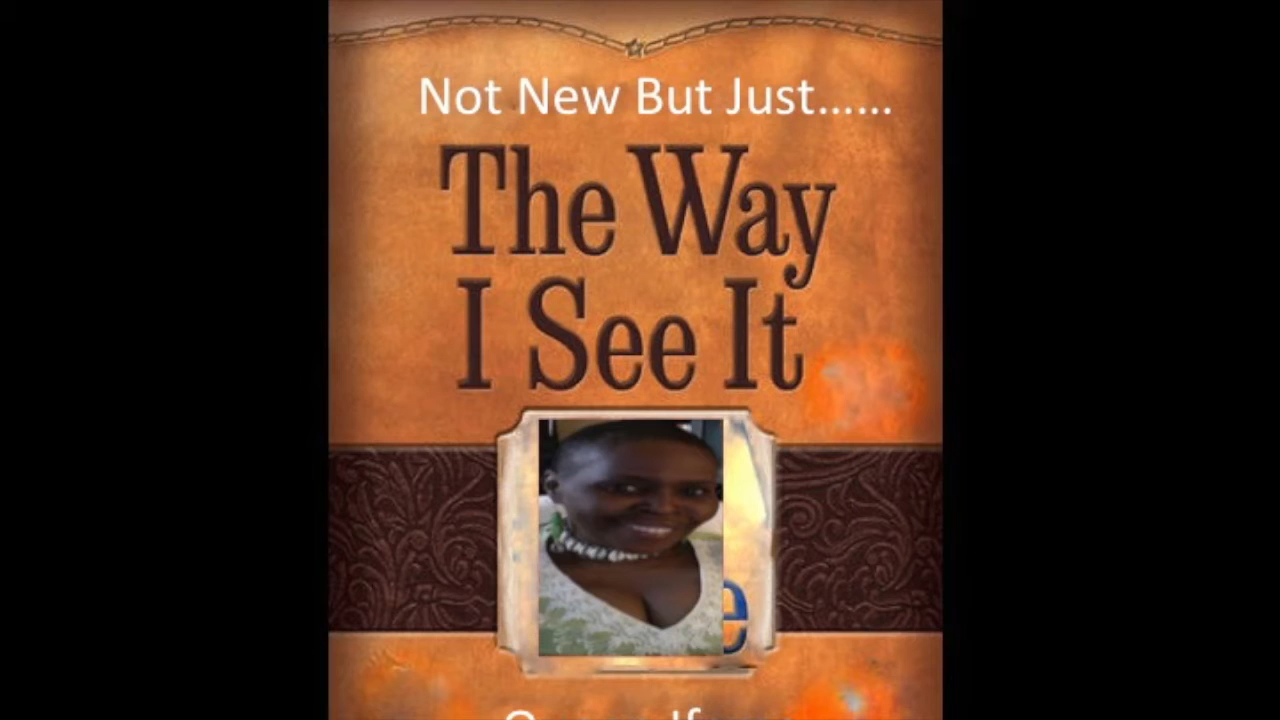 Not New But Just......
The Way
I See It
e